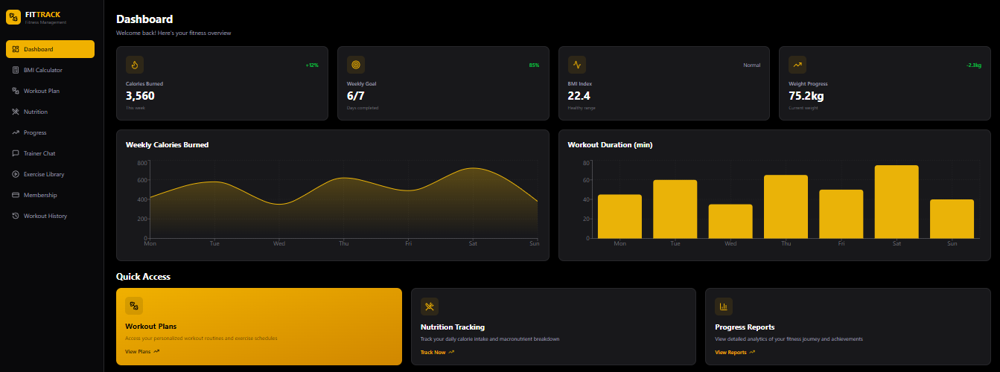 FITTRACK
Fitness Management
Dashboard
BMI Calculator
Workout Plan
Nutrition
Progress
Trainer Chat
Exercise Library
Membership
Workout History
Dashboard
Welcome back! Here's your fitness overview
+12%
Calories Burned
3,560
This week
85%
Weekly Goal
6/7
Days completed
Normal
BMI Index
22.4
Healthy range
-2.3kg
Weight Progress
75.2kg
Current weight
Weekly Calories Burned
800
600
400
200
0
Mon Tue Wed Thu Fri Sat Sun
Workout Duration (min)
80
60
40
20
0
Mon Tue Wed Thu Fri Sat Sun
Quick Access
Workout Plans
Access your personalized workout routines and exercise schedules
View Plans
Nutrition Tracking
Track your daily calorie intake and macronutrient breakdown
Track Now
Progress Reports
View detailed analytics of your fitness journey and achievements
View Reports